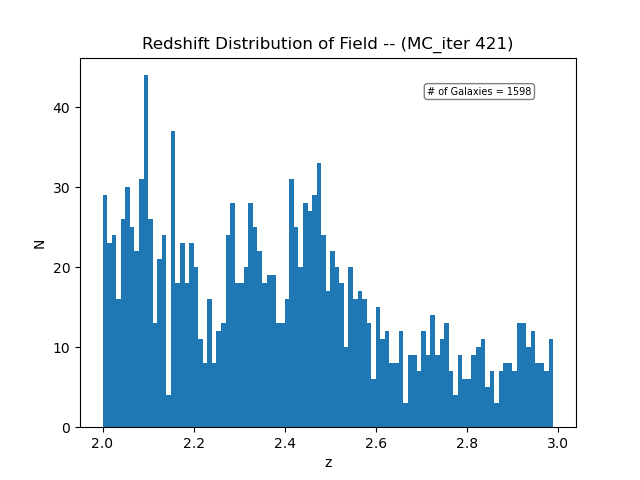 Redshift Distribution of Field -- (MC_iter 421)
# of Galaxies = 1598
40
30
20
10
0
N
2.0 2.2 2.4 2.6 2.8 3.0
z